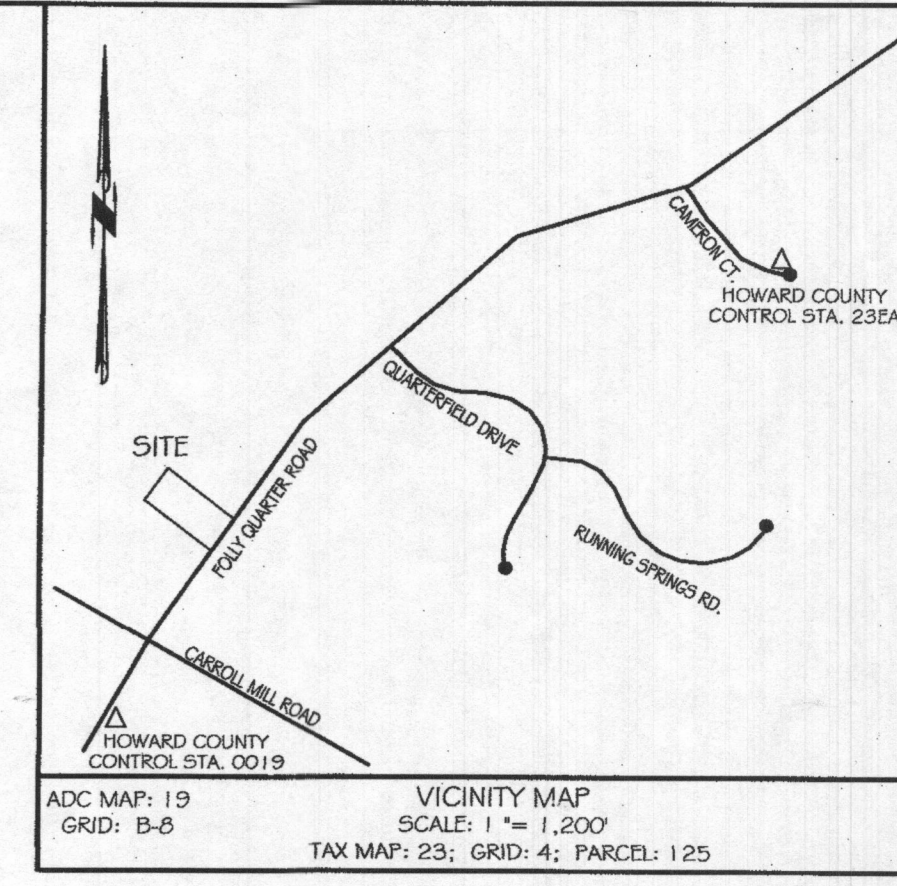 CAMERON CT.
HOWARD COUNTY
CONTROL STA. 23EA
QUARTERFIELD DRIVE
SITE
FOLLY QUARTER ROAD
RUNNING SPRINGS RD.
CARROLL MILL ROAD
HOWARD COUNTY
CONTROL STA. 0019
ADC MAP: 19
GRID: B-8
VICINITY MAP
SCALE: 1 "= 1,200'
TAX MAP: 23; GRID: 4; PARCEL: 125